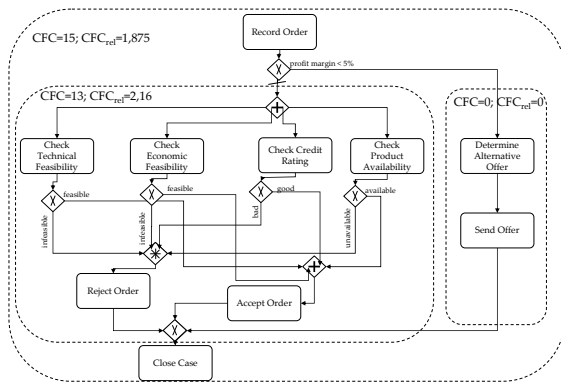 Record Order
CFC=15; CFCrel=1,875
profit margin < 5%
CFC=13; CFCrel=2,16
CFC=0; CFCrel=0
Check
Technical
Feasibility
Check
Economic
Feasibility
Check Credit
Rating
Check
Product
Availability
Determine
Alternative
Offer
feasible
feasible
good
available
infeasible
infeasible
bad
unavailable
Send Offer
Reject Order
Accept Order
Close Case